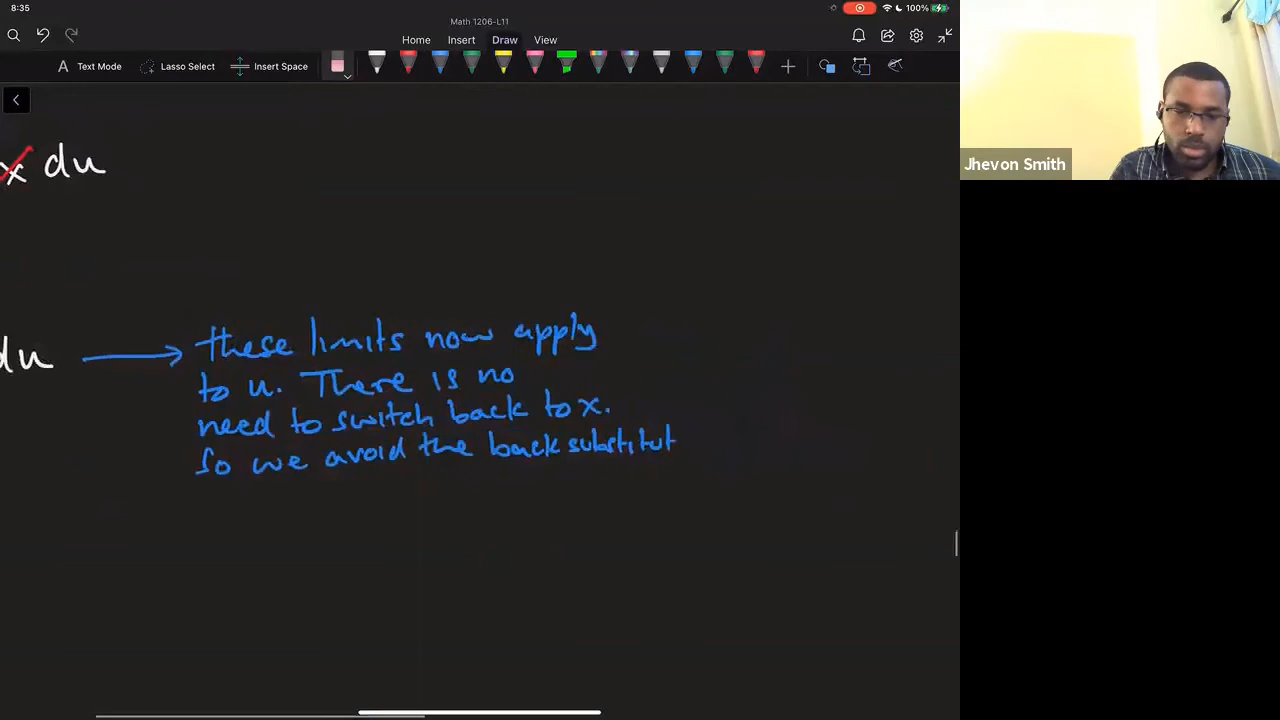 8:35
100%
Math 1206-L11
Home Insert Draw View
Text Mode Lasso Select Insert Space
x du
du → these limits now apply
to u. There is no
need to switch back to x.
So we avoid the back substitut
Jhevon Smith